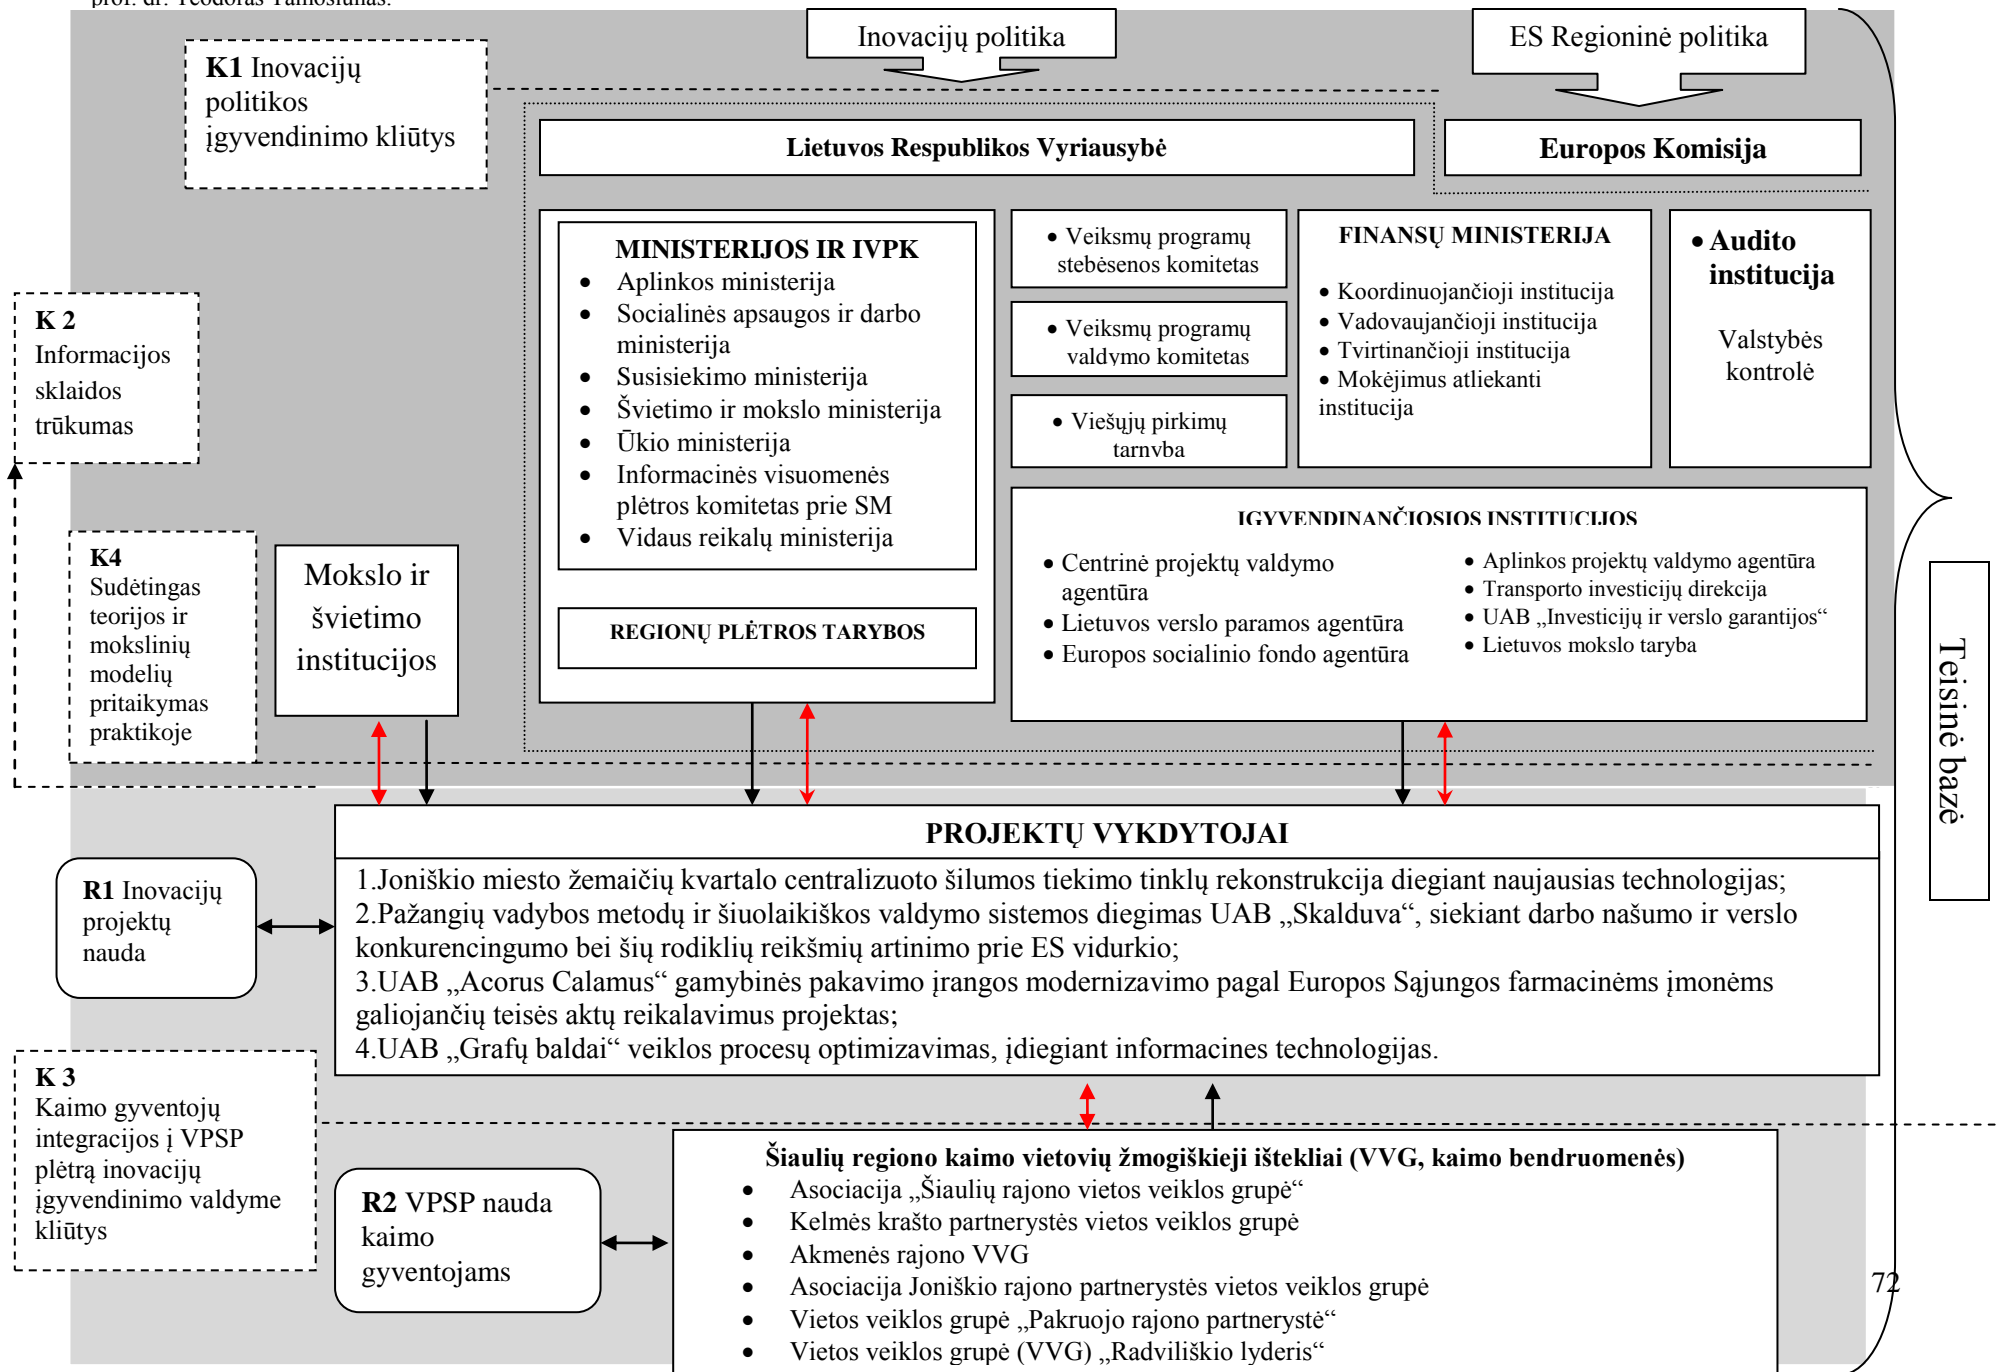 prof. dr. Teodoras Tamošiūnas.
Inovacijų politika
ES Regioninė politika
K1 Inovacijų
politikos
įgyvendinimo kliūtys
Lietuvos Respublikos Vyriausybė
Europos Komisija
MINISTERIJOS IR IVPK
• Aplinkos ministerija
• Socialinės apsaugos ir darbo
ministerija
• Susisiekimo ministerija
• Švietimo ir mokslo ministerija
• Ūkio ministerija
• Informacinės visuomenės
plėtros komitetas prie SM
• Vidaus reikalų ministerija
REGIONŲ PLĖTROS TARYBOS
• Veiksmų programų
stebėsenos komitetas
• Veiksmų programų
valdymo komitetas
• Viešųjų pirkimų
tarnyba
FINANSŲ MINISTERIJA
• Koordinuojančioji institucija
• Vadovaujančioji institucija
• Tvirtinančioji institucija
• Mokėjimus atliekanti
institucija
• Audito
institucija
Valstybės
kontrolė
K 2
Informacijos
sklaidos
trūkumas
ĮGYVENDINANČIOSIOS INSTITUCIJOS
• Centrinė projektų valdymo
agentūra
• Lietuvos verslo paramos agentūra
• Europos socialinio fondo agentūra
• Aplinkos projektų valdymo agentūra
• Transporto investicijų direkcija
• UAB „Investicijų ir verslo garantijos“
• Lietuvos mokslo taryba
K4
Sudėtingas
teorijos ir
mokslinių
modelių
pritaikymas
praktikoje
Mokslo ir
švietimo
institucijos
Teisinė bazė
PROJEKTŲ VYKDYTOJAI
1.Joniškio miesto žemaičių kvartalo centralizuoto šilumos tiekimo tinklų rekonstrukcija diegiant naujausias technologijas;
2.Pažangių vadybos metodų ir šiuolaikiškos valdymo sistemos diegimas UAB „Skalduva“, siekiant darbo našumo ir verslo
konkurencingumo bei šių rodiklių reikšmių artinimo prie ES vidurkio;
3.UAB „Acorus Calamus“ gamybinės pakavimo įrangos modernizavimo pagal Europos Sąjungos farmacinėms įmonėms
galiojančių teisės aktų reikalavimus projektas;
4.UAB „Grafų baldai“ veiklos procesų optimizavimas, įdiegiant informacines technologijas.
R1 Inovacijų
projektų
nauda
K 3
Kaimo gyventojų
integracijos į VPSP
plėtrą inovacijų
įgyvendinimo valdyme
kliūtys
R2 VPSP nauda
kaimo
gyventojams
Šiaulių regiono kaimo vietovių žmogiškieji ištekliai (VVG, kaimo bendruomenės)
• Asociacija „Šiaulių rajono vietos veiklos grupė“
• Kelmės krašto partnerystės vietos veiklos grupė
• Akmenės rajono VVG
• Asociacija Joniškio rajono partnerystės vietos veiklos grupė
• Vietos veiklos grupė „Pakruojo rajono partnerystė“
• Vietos veiklos grupė (VVG) „Radviliškio lyderis“
72